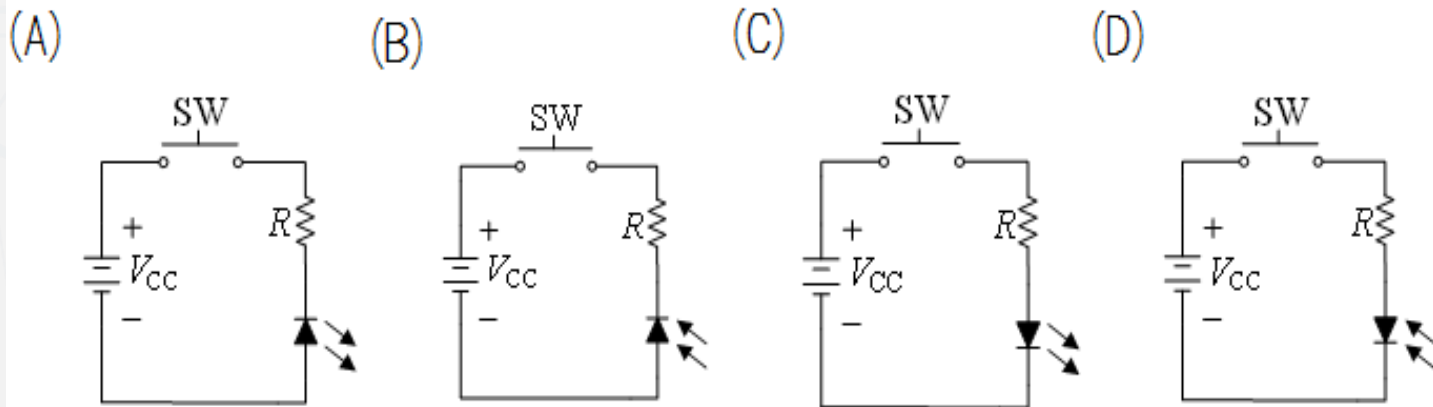 (A) (B) (C) (D)
SW SW SW SW
R R R R
+ + + +
VCC VCC VCC VCC
− − − −